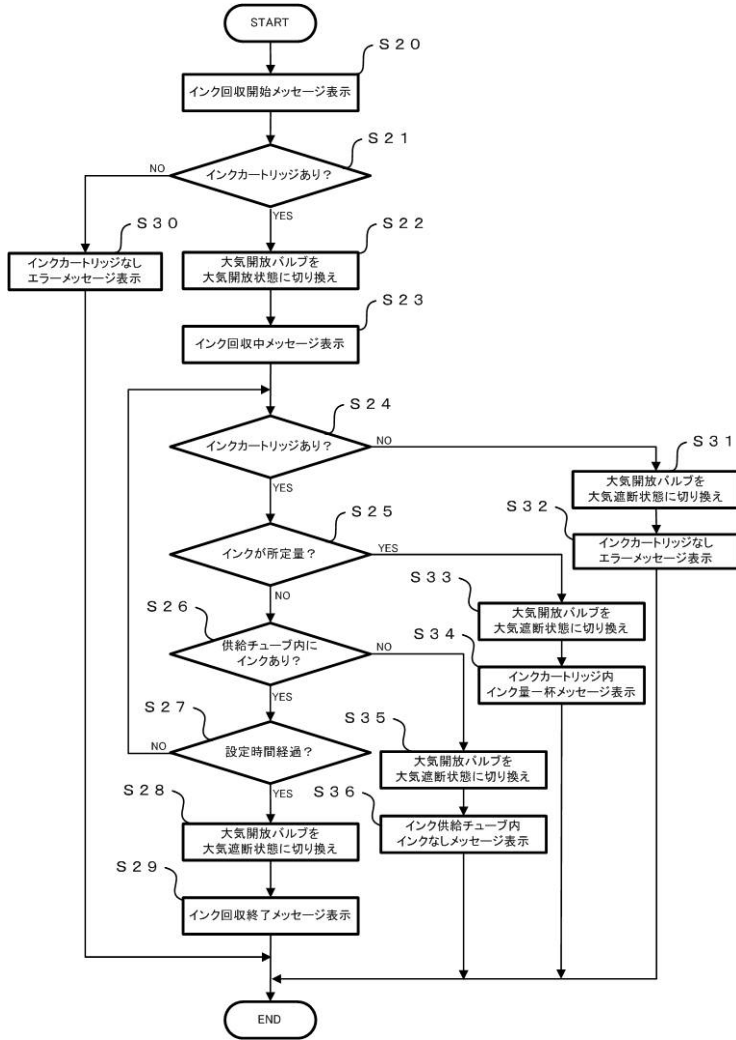 START
S20
インク回収開始メッセージ表示
S21
インクカートリッジあり?
NO
YES
S30
インクカートリッジなし
エラーメッセージ表示
S22
大気開放バルブを
大気開放状態に切り換え
S23
インク回収中メッセージ表示
S24
インクカートリッジあり?
NO
YES
S31
大気開放バルブを
大気遮断状態に切り換え
S32
インクカートリッジなし
エラーメッセージ表示
S25
インクが所定量?
YES
NO
S33
大気開放バルブを
大気遮断状態に切り換え
S34
インクカートリッジ内
インク量一杯メッセージ表示
S26
供給チューブ内に
インクあり?
NO
YES
S35
大気開放バルブを
大気遮断状態に切り換え
S36
インク供給チューブ内
インクなしメッセージ表示
S27
設定時間経過?
NO
YES
S28
大気開放バルブを
大気遮断状態に切り換え
S29
インク回収終了メッセージ表示
END